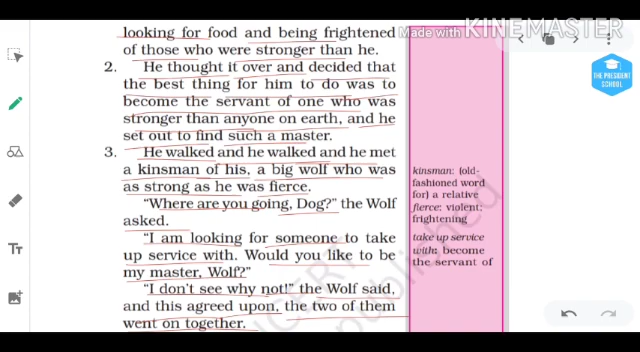 looking for food and being frightened
of those who were stronger than he.
2. He thought it over and decided that
the best thing for him to do was to
become the servant of one who was
stronger than anyone on earth, and he
set out to find such a master.
3. He walked and he walked and he met
a kinsman of his, a big wolf who was
as strong as he was fierce.
“Where are you going, Dog?” the Wolf
asked.
“I am looking for someone to take
up service with. Would you like to be
my master, Wolf?”
“I don't see why not!” the Wolf said,
and this agreed upon, the two of them
went on together.
kinsman: (old-
fashioned word
for) a relative
fierce: violent;
frightening
take up service
with: become
the servant of
Made with KINEMASTER
THE PRESIDENT
SCHOOL
Tт
NCERT
published